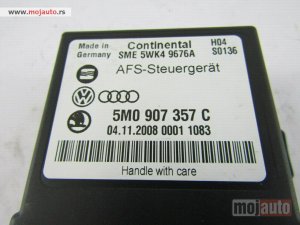 www.mojauto.rs
Made in Germany
Continental
SME 5WK4 9676A
H04
S0136
AFS-Steuergerät
5M0 907 357 C
04.11.2008 0001 1083
Handle with care
mojauto